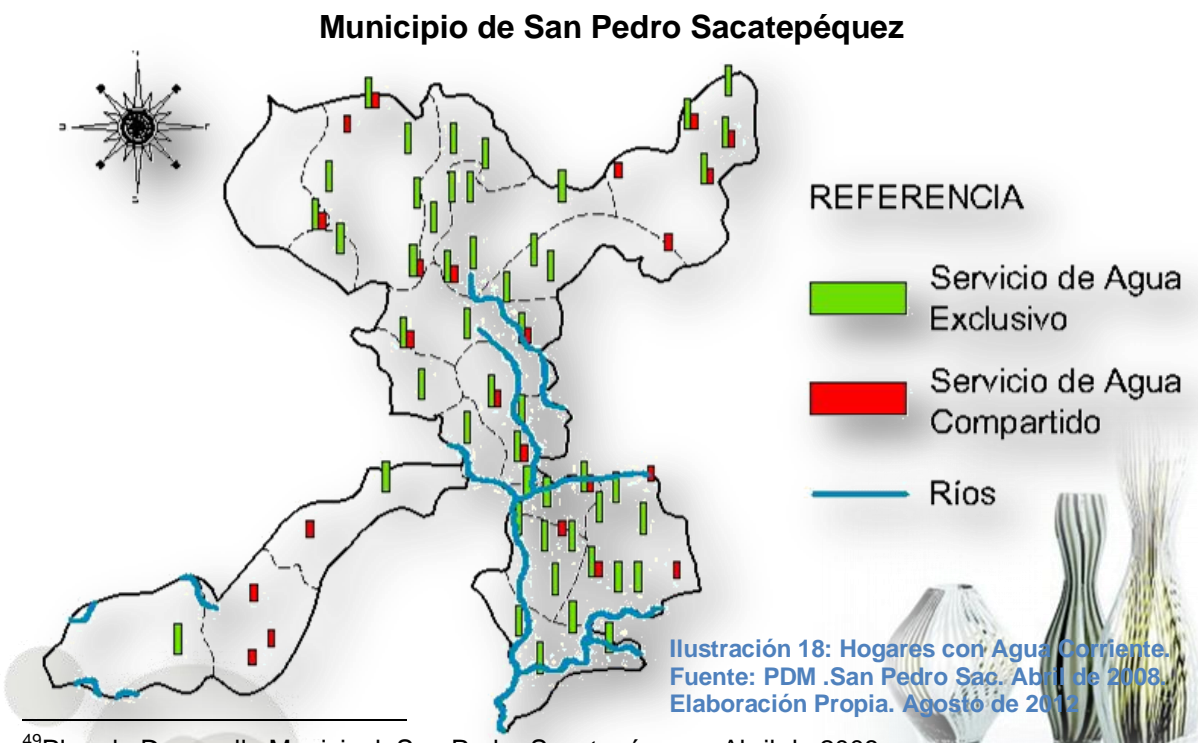 Municipio de San Pedro Sacatepéquez
REFERENCIA
Servicio de Agua
Exclusivo
Servicio de Agua
Compartido
Ríos
Ilustración 18: Hogares con Agua Corriente.
Fuente: PDM .San Pedro Sac. Abril de 2008.
Elaboración Propia. Agosto de 2012